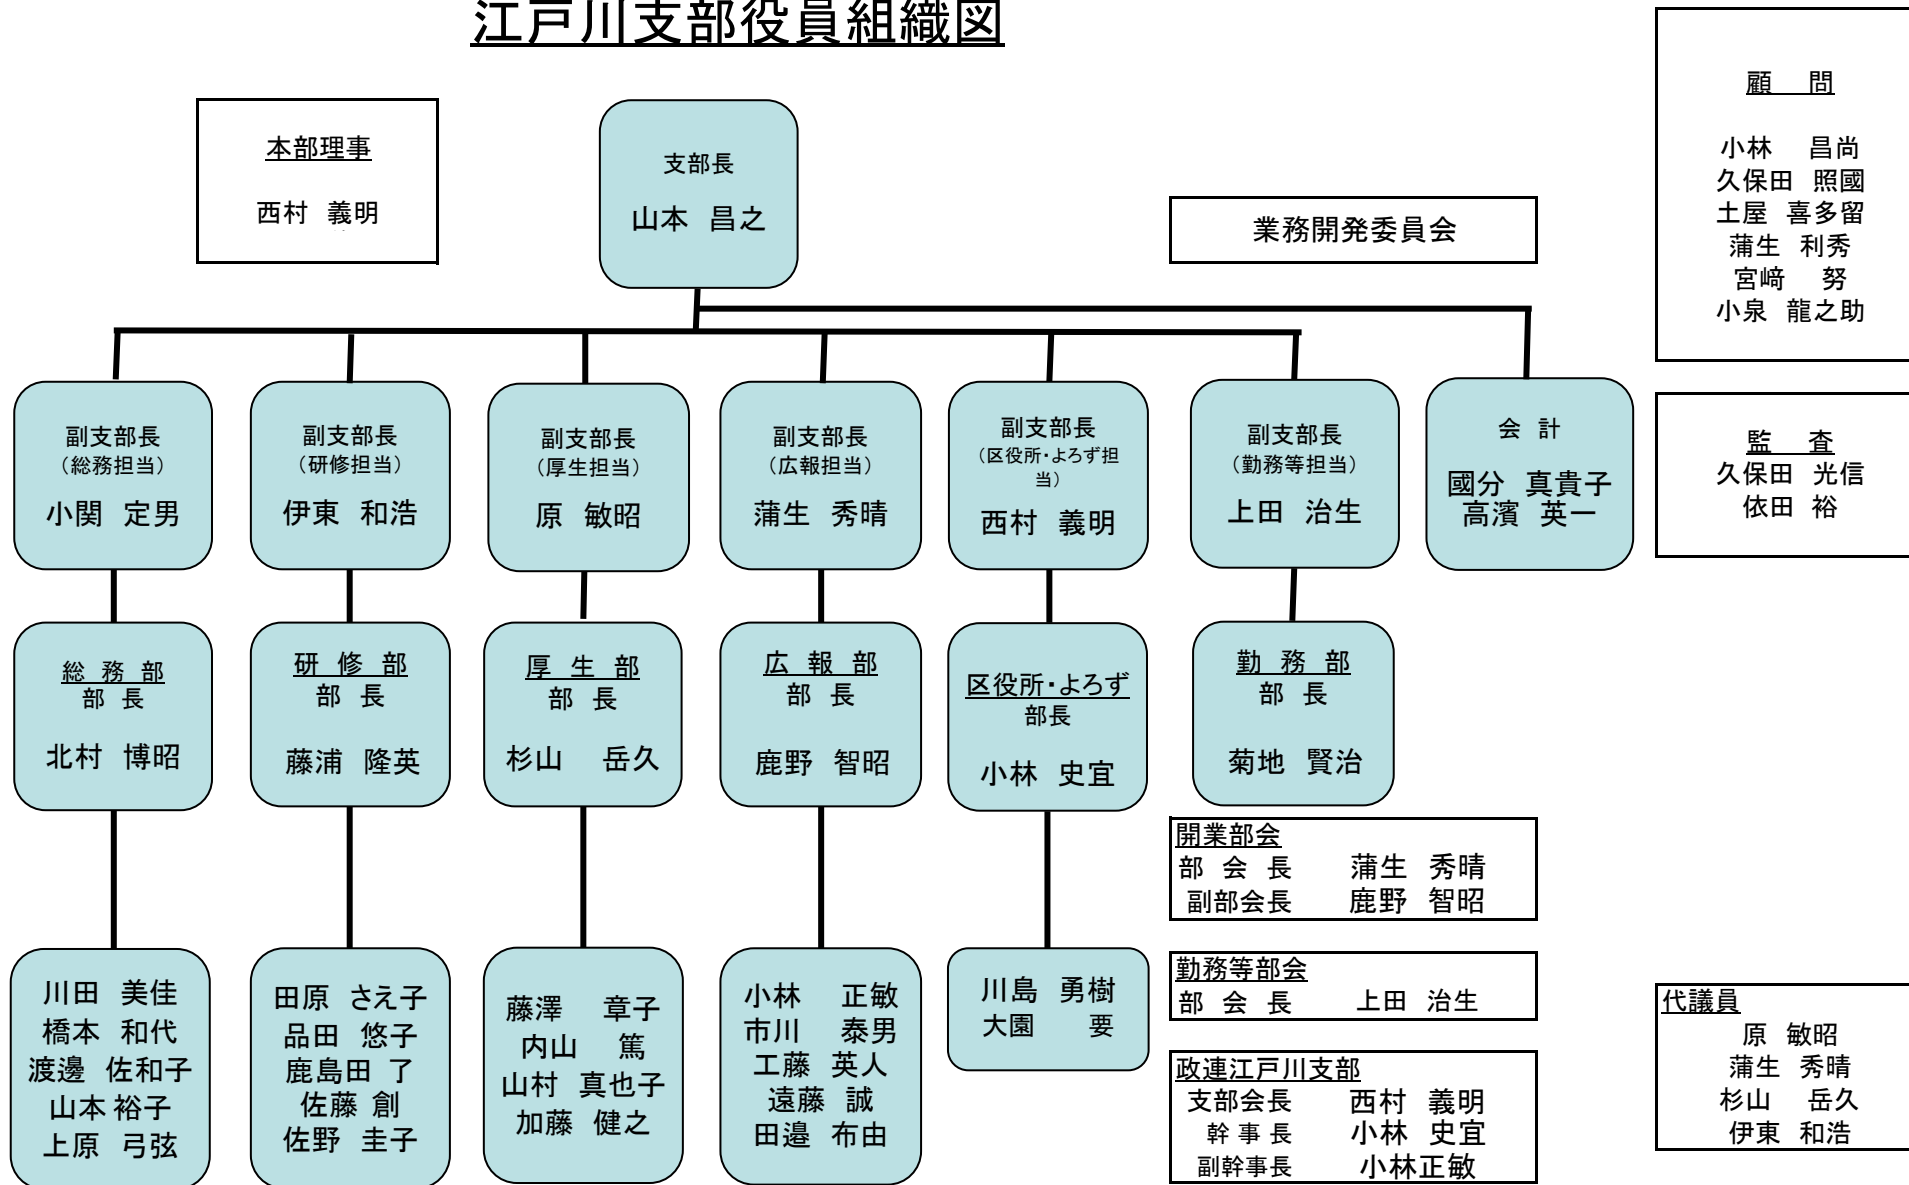 江戸川支部役員組織図
本部理事
西村 義明
支部長
山本 昌之
業務開発委員会
顧 問
小林 昌尚
久保田 照國
土屋 喜多留
蒲生 利秀
宮﨑 努
小泉 龍之助
副支部長
（総務担当）
小関 定男
副支部長
（研修担当）
伊東 和浩
副支部長
（厚生担当）
原 敏昭
副支部長
（広報担当）
蒲生 秀晴
副支部長
（区役所・よろず担
当）
西村 義明
副支部長
（勤務等担当）
上田 治生
会 計
國分 真貴子
高濱 英一
監 査
久保田 光信
依田 裕
総 務 部
部 長
北村 博昭
研 修 部
部 長
藤浦 隆英
厚 生 部
部 長
杉山 岳久
広 報 部
部 長
鹿野 智昭
区役所・よろず
部長
小林 史宜
勤 務 部
部 長
菊地 賢治
開業部会
部 会 長 蒲生 秀晴
副部会長 鹿野 智昭
川田 美佳
橋本 和代
渡邊 佐和子
山本 裕子
上原 弓弦
田原 さえ子
品田 悠子
鹿島田 了
佐藤 創
佐野 圭子
藤澤 章子
内山 篤
山村 真也子
加藤 健之
小林 正敏
市川 泰男
工藤 英人
遠藤 誠
田邉 布由
川島 勇樹
大園 要
勤務等部会
部 会 長 上田 治生
政連江戸川支部
支部会長 西村 義明
幹 事 長 小林 史宜
副幹事長 小林正敏
代議員
原 敏昭
蒲生 秀晴
杉山 岳久
伊東 和浩